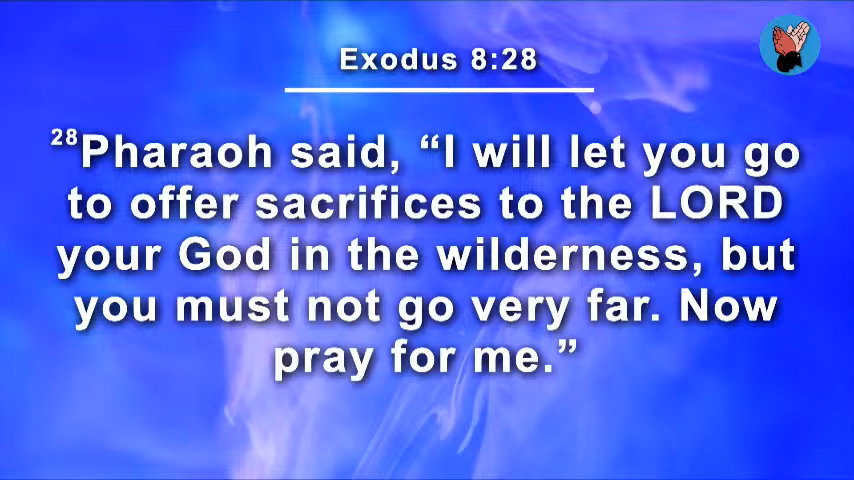 Exodus 8:28
28Pharaoh said, “I will let you go
to offer sacrifices to the LORD
your God in the wilderness, but
you must not go very far. Now
pray for me.”